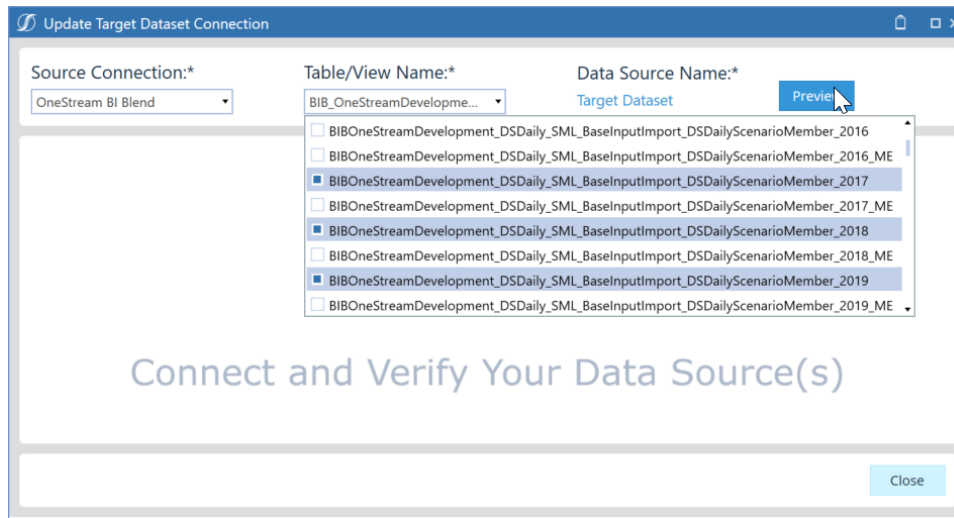 Update Target Dataset Connection
Source Connection:*
Table/View Name:*
Data Source Name:*
OneStream BI Blend
BIB_OneStreamDevelopme...
Target Dataset
Preview
BIBOneStreamDevelopment_DSDaily_SML_BaseInputImport_DSDailyScenarioMember_2016
BIBOneStreamDevelopment_DSDaily_SML_BaseInputImport_DSDailyScenarioMember_2016_ME
BIBOneStreamDevelopment_DSDaily_SML_BaseInputImport_DSDailyScenarioMember_2017
BIBOneStreamDevelopment_DSDaily_SML_BaseInputImport_DSDailyScenarioMember_2017_ME
BIBOneStreamDevelopment_DSDaily_SML_BaseInputImport_DSDailyScenarioMember_2018
BIBOneStreamDevelopment_DSDaily_SML_BaseInputImport_DSDailyScenarioMember_2018_ME
BIBOneStreamDevelopment_DSDaily_SML_BaseInputImport_DSDailyScenarioMember_2019
BIBOneStreamDevelopment_DSDaily_SML_BaseInputImport_DSDailyScenarioMember_2019_ME
Connect and Verify Your Data Source(s)
Close